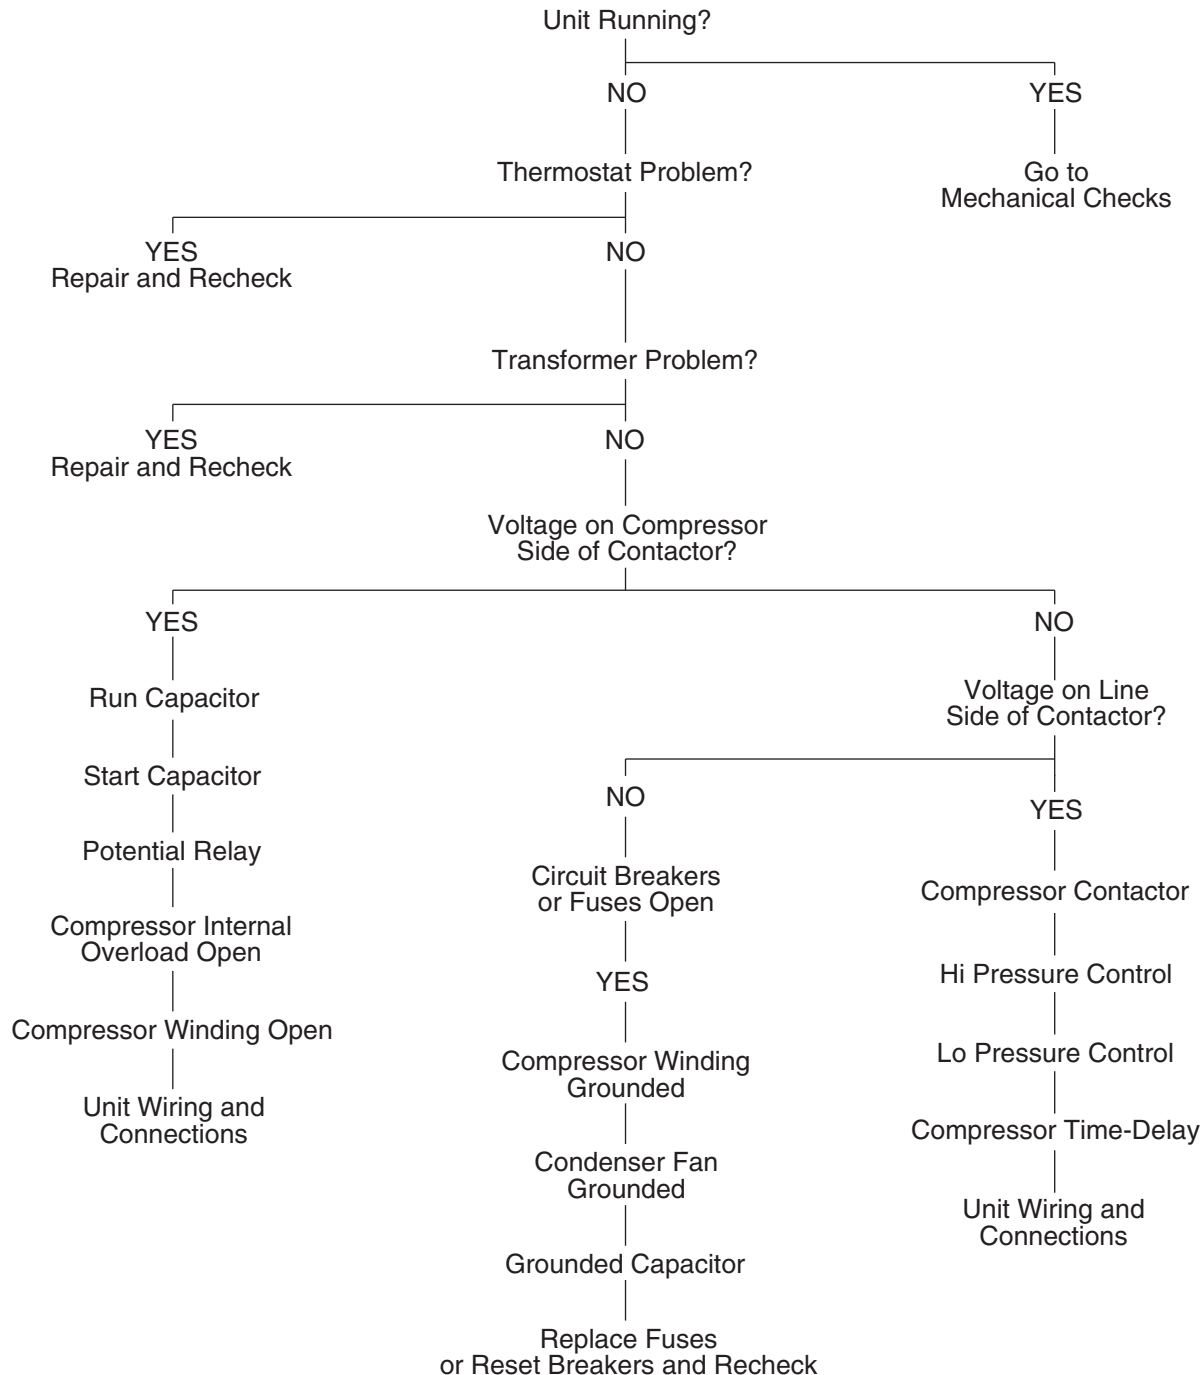 Unit Running?
NO
YES
Thermostat Problem?
Go to
Mechanical Checks
YES
Repair and Recheck
NO
Transformer Problem?
YES
Repair and Recheck
NO
Voltage on Compressor
Side of Contactor?
YES
NO
Run Capacitor
Start Capacitor
Potential Relay
Compressor Internal
Overload Open
Compressor Winding Open
Unit Wiring and
Connections
Voltage on Line
Side of Contactor?
NO
Circuit Breakers
or Fuses Open
YES
Compressor Winding
Grounded
Condenser Fan
Grounded
Grounded Capacitor
Replace Fuses
or Reset Breakers and Recheck
YES
Compressor Contactor
Hi Pressure Control
Lo Pressure Control
Compressor Time-Delay
Unit Wiring and
Connections